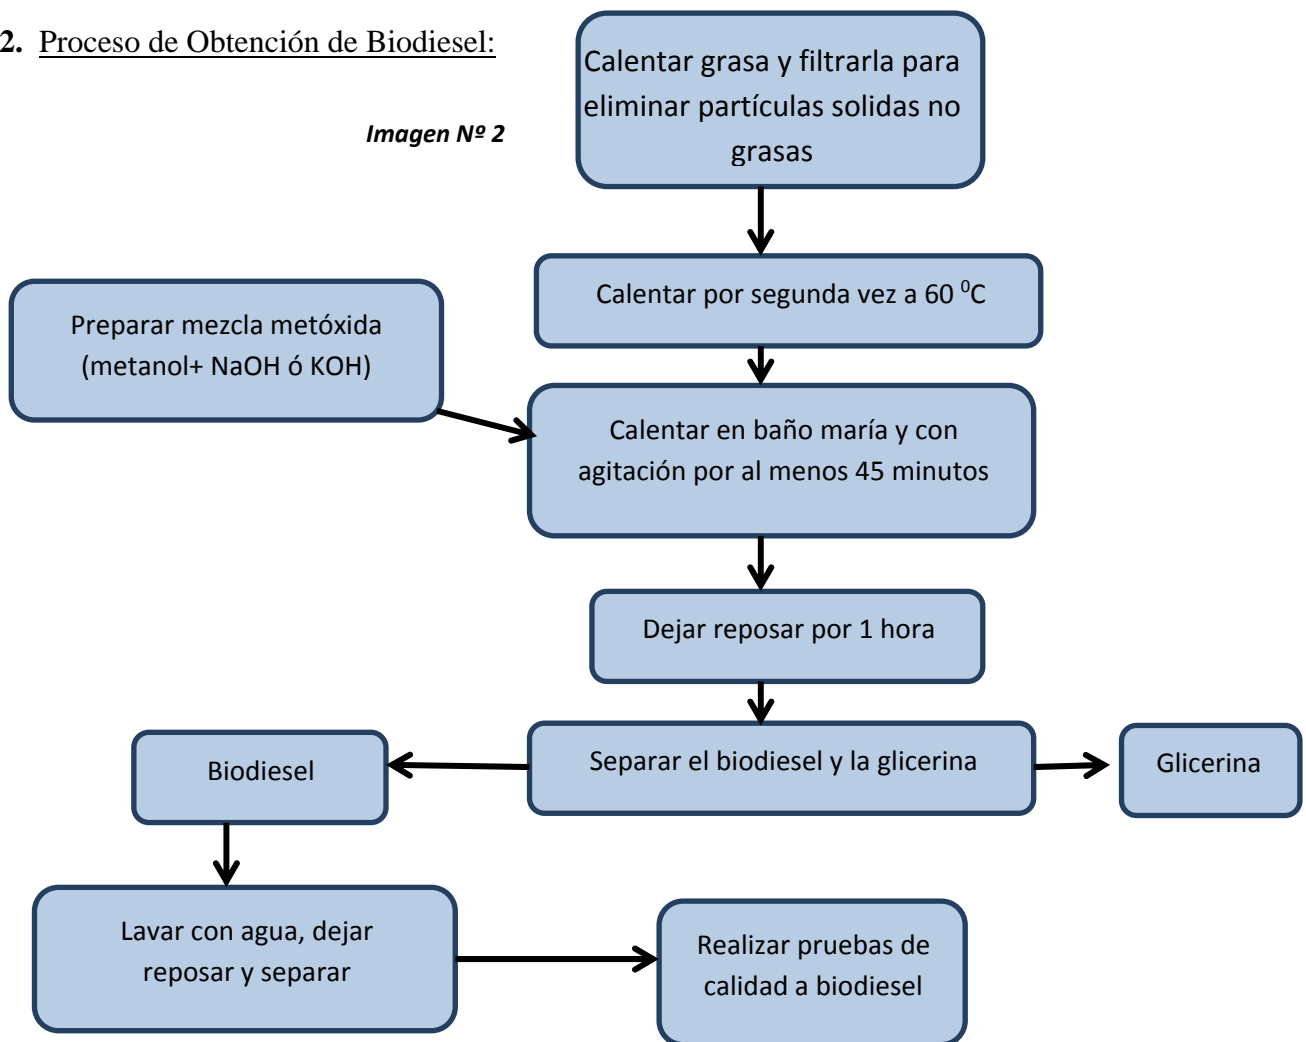 2. Proceso de Obtención de Biodiesel:
Imagen Nº 2
Calentar grasa y filtrarla para
eliminar partículas solidas no
grasas
Calentar por segunda vez a 60 ⁰C
Preparar mezcla metóxida
(metanol+ NaOH ó KOH)
Calentar en baño maría y con
agitación por al menos 45 minutos
Dejar reposar por 1 hora
Separar el biodiesel y la glicerina
Biodiesel
Glicerina
Lavar con agua, dejar
reposar y separar
Realizar pruebas de
calidad a biodiesel